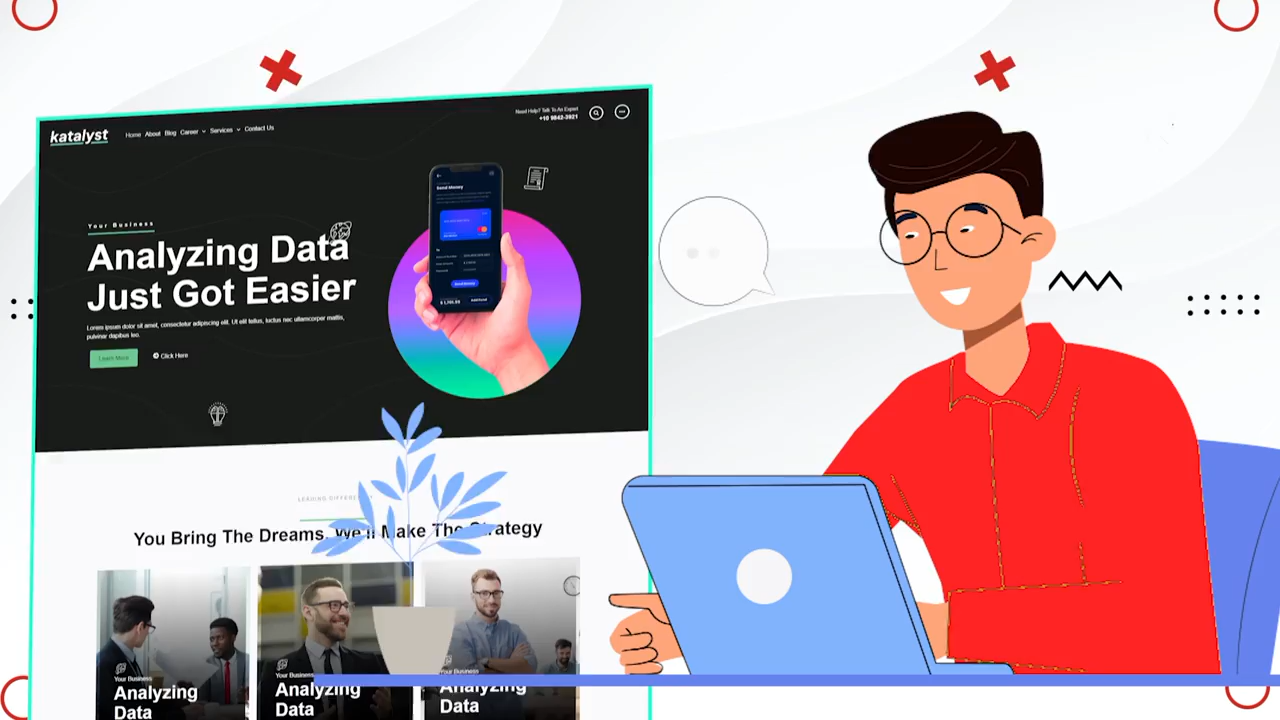 katalyst
Home About Blog Career Services Contact Us
Need Help? Talk To An Expert
+10 9842-3921
Your Business
Analyzing Data
Just Got Easier
Lorem ipsum dolor sit amet, consectetur adipiscing elit. Ut elit tellus, luctus nec ullamcorper mattis,
pulvinar dapibus leo.
Learn More
Click Here
Send Money
You Bring The Dreams, We'll Make The Strategy
Your Business
Analyzing
Data
Your Business
Analyzing
Data
Your Business
Analyzing
Data